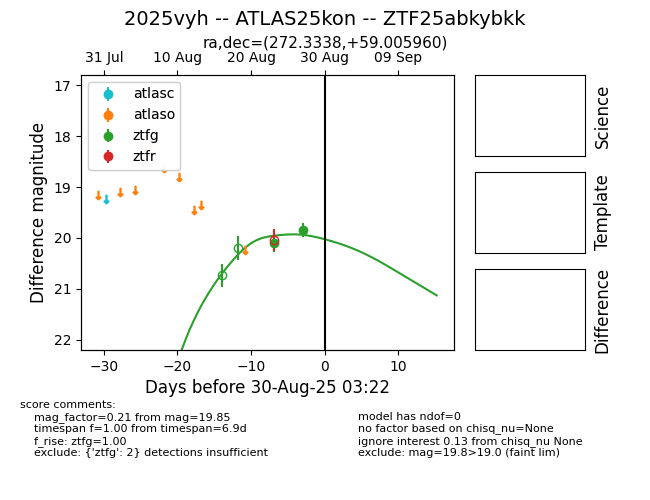 2025vyh -- ATLAS25kon -- ZTF25abkybkk
ra,dec=(272.3338,+59.005960)
31 Jul 10 Aug 20 Aug 30 Aug 09 Sep
17
18
19
20
21
22
Difference magnitude
atlasc
atlaso
ztfg
ztfr
−30 −20 −10 0 10
Days before 30-Aug-25 03:22
Science
Template
Difference
score comments:
mag_factor=0.21 from mag=19.85
timespan f=1.00 from timespan=6.9d
f_rise: ztfg=1.00
exclude: {'ztfg': 2} detections insufficient
model has ndof=0
no factor based on chisq_nu=None
ignore interest 0.13 from chisq_nu None
exclude: mag=19.8>19.0 (faint lim)